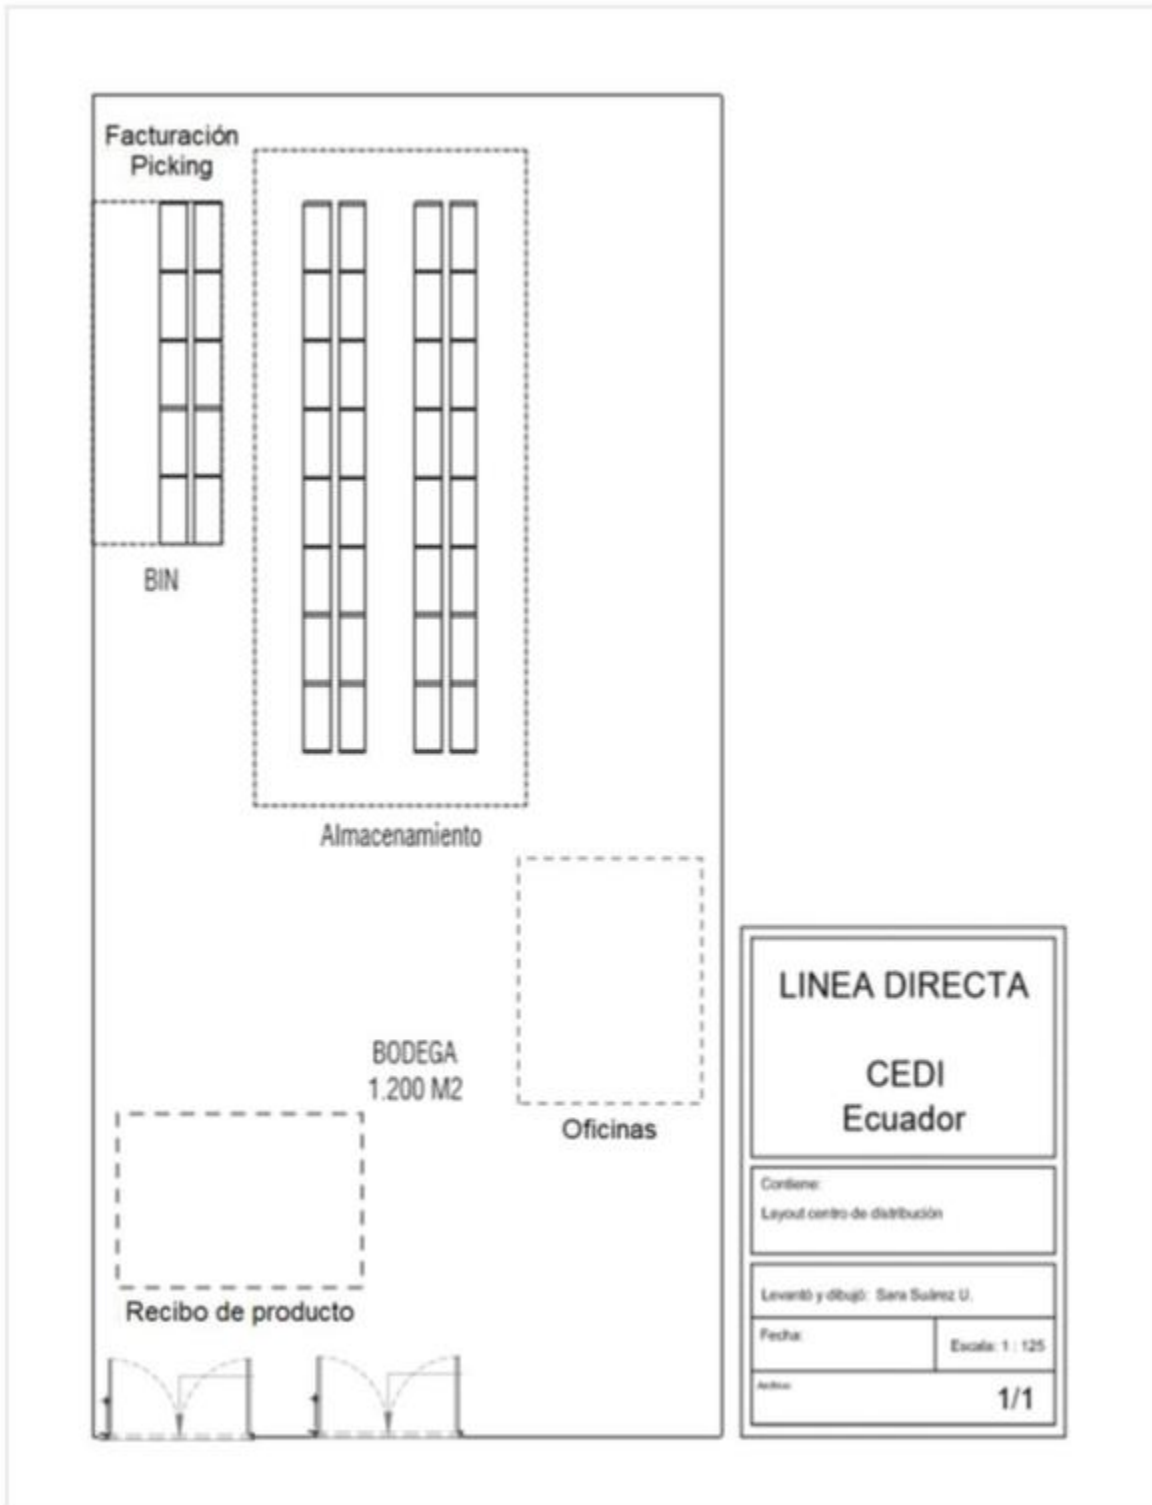 Facturación
Picking
BIN
Almacenamiento
BODEGA
1.200 M2
Oficinas
Recibo de producto
LINEA DIRECTA
CEDI
Ecuador
Contiene:
Layout centro de distribución
Levantó y dibujó: Sara Suárez U.
Fecha:
Escala: 1 : 125
Archivo:
1/1